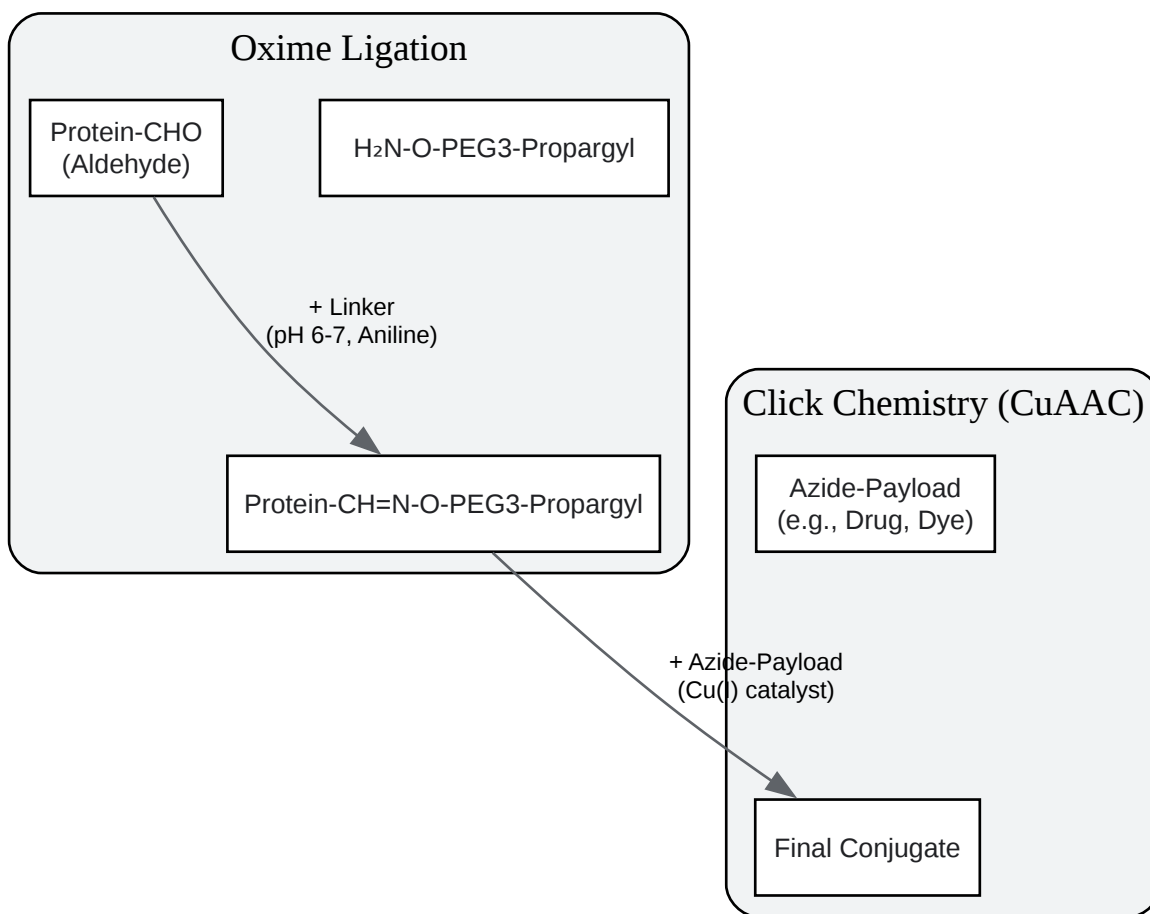 Oxime Ligation
Protein-CHO
(Aldehyde)
H₂N-O-PEG3-Propargyl
+ Linker
(pH 6-7, Aniline)
Protein-CH=N-O-PEG3-Propargyl
Click Chemistry (CuAAC)
Azide-Payload
(e.g., Drug, Dye)
+ Azide-Payload
(Cu(I) catalyst)
Final Conjugate